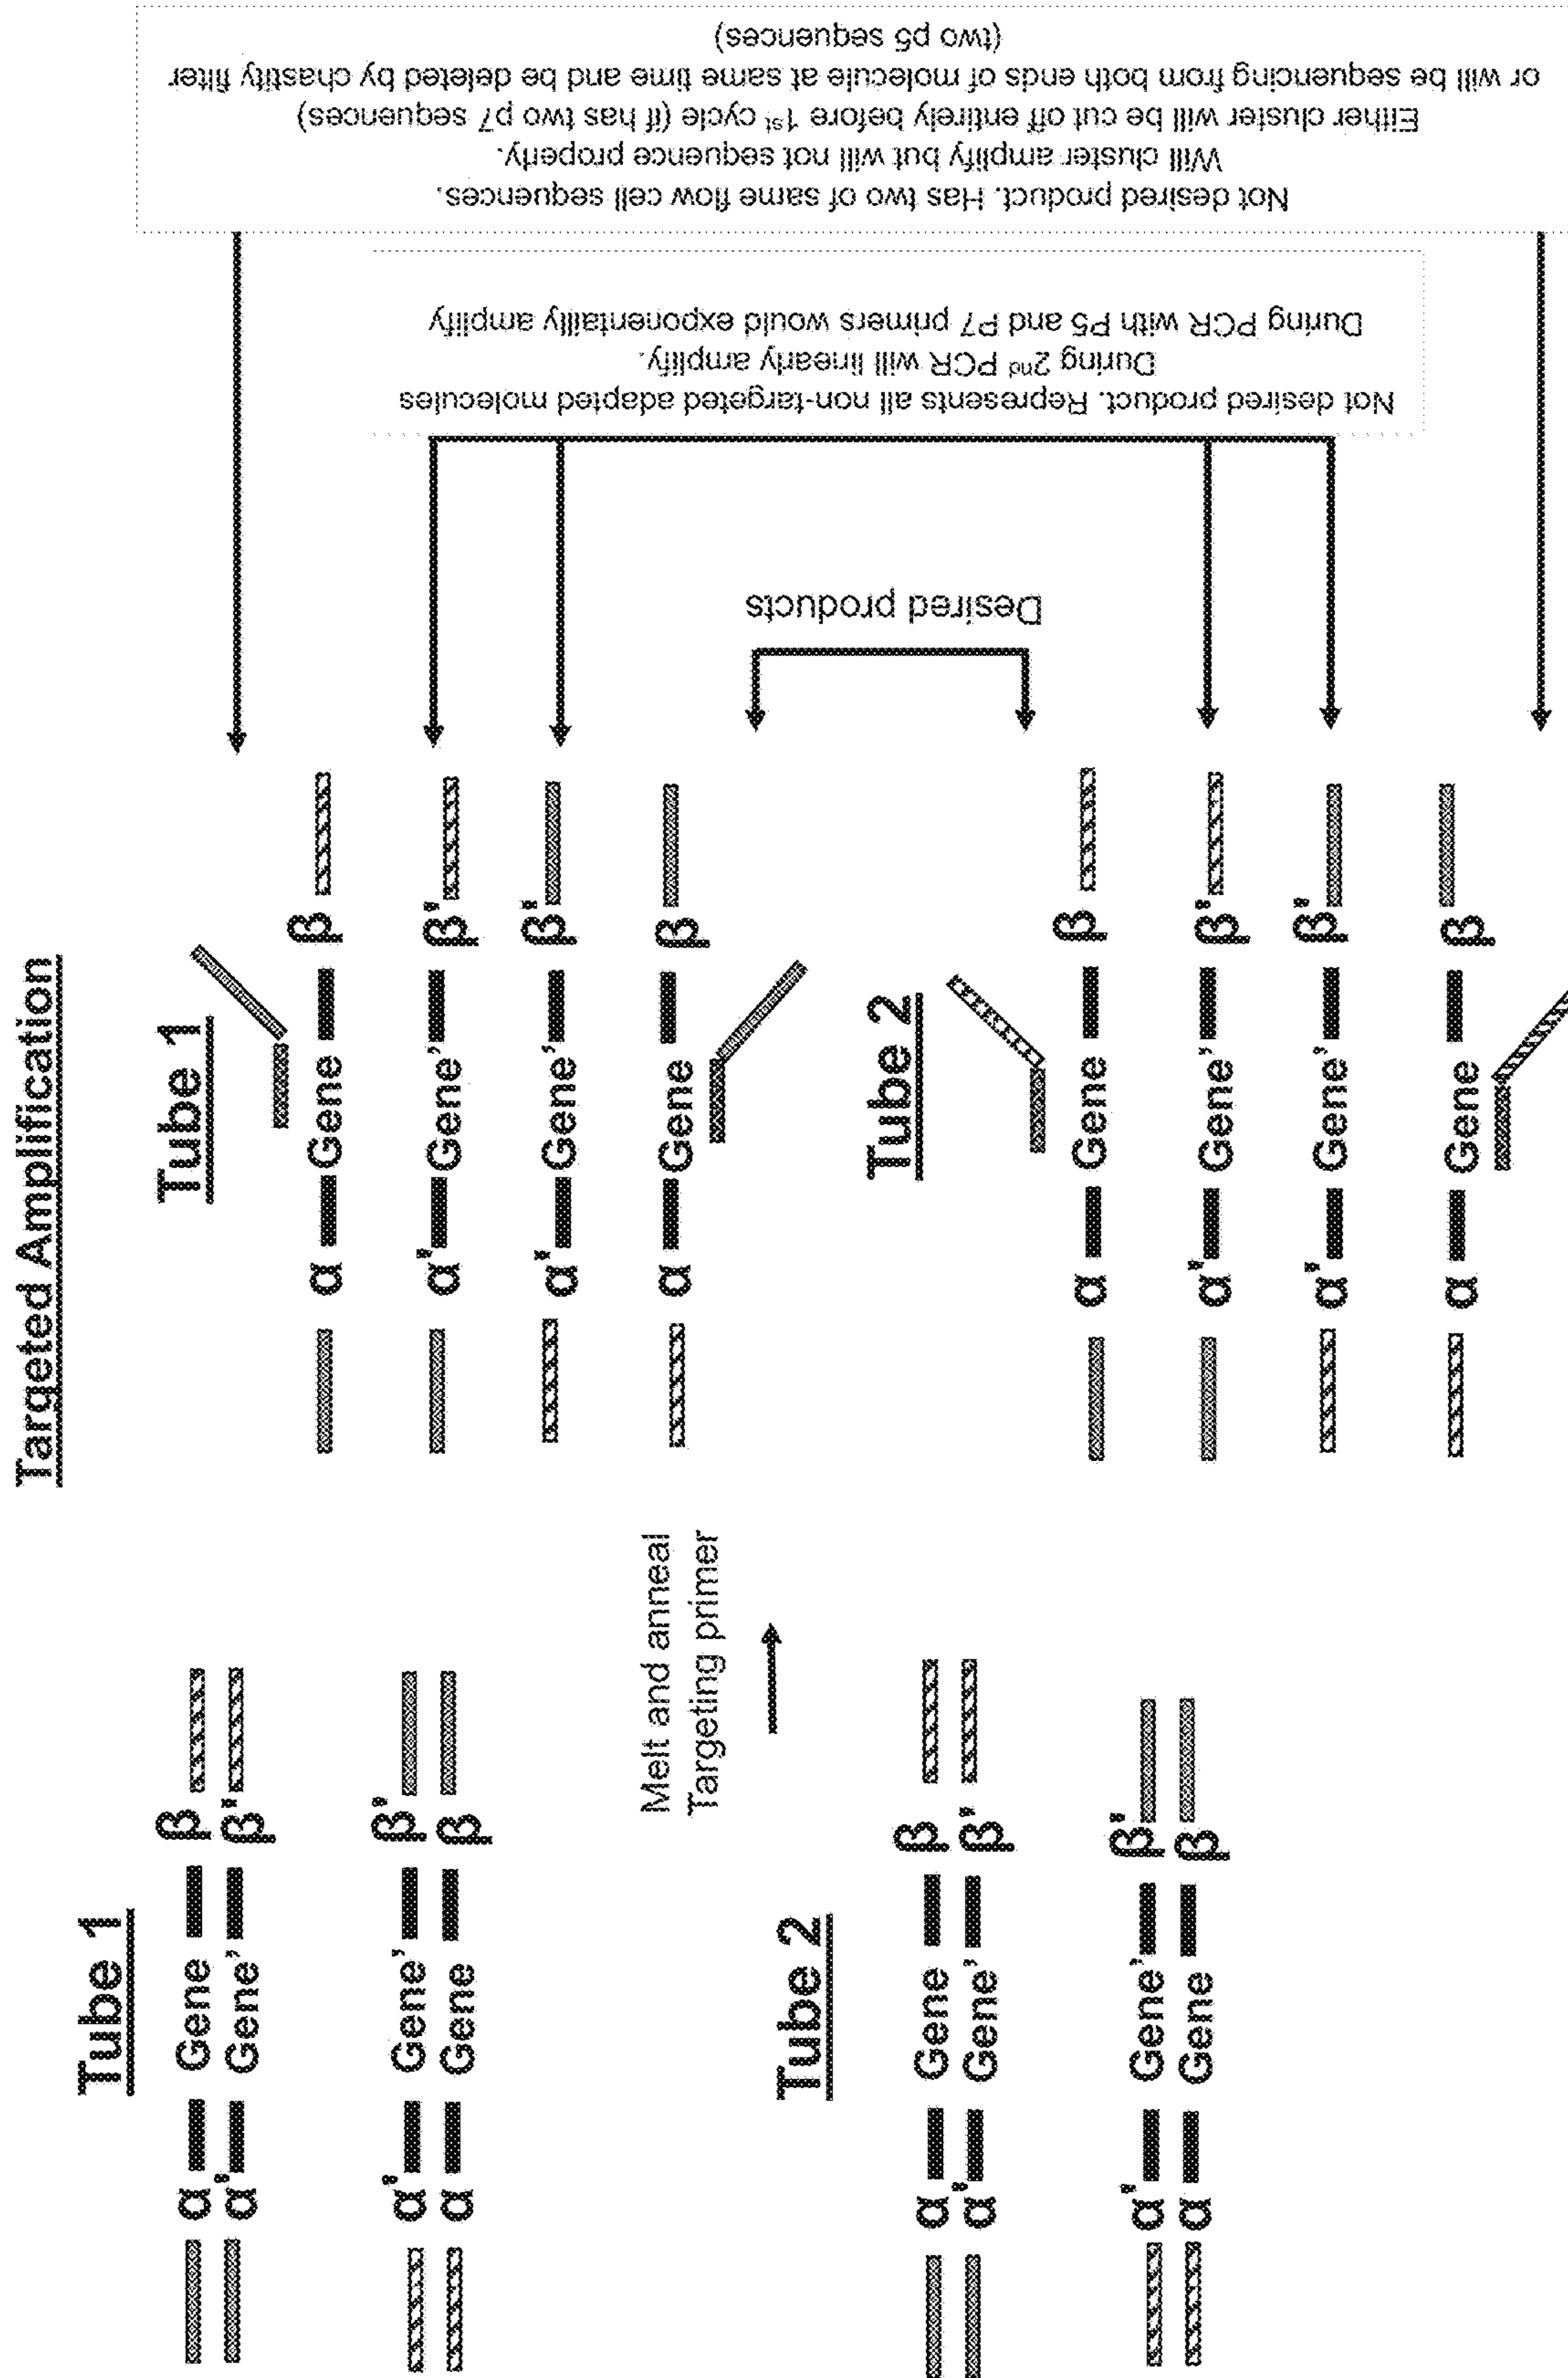 Targeted Amplification
Tube 1
α Gene β
α' Gene' β'
α' Gene' β'
α Gene β
Tube 2
α Gene β
α' Gene' β'
α' Gene' β'
α Gene β
Melt and anneal
Targeting primer
Tube 1
α Gene β
α' Gene' β'
α' Gene' β'
α Gene β
Tube 2
α Gene β
α' Gene' β'
α' Gene' β'
α Gene β
Desired products
Not desired product. Represents all non-targeted adapted molecules
During 2nd PCR will linearly amplify.
During PCR with P5 and P7 primers would exponentailly amplify
Not desired product. Has two of same flow cell sequences.
Will cluster amplify but will not sequence properly.
Either cluster will be cut off entirely before 1st cycle (if has two p7 sequences)
or will be sequencing from both ends of molecule at same time and be deleted by chastity filter
(two p5 sequences)